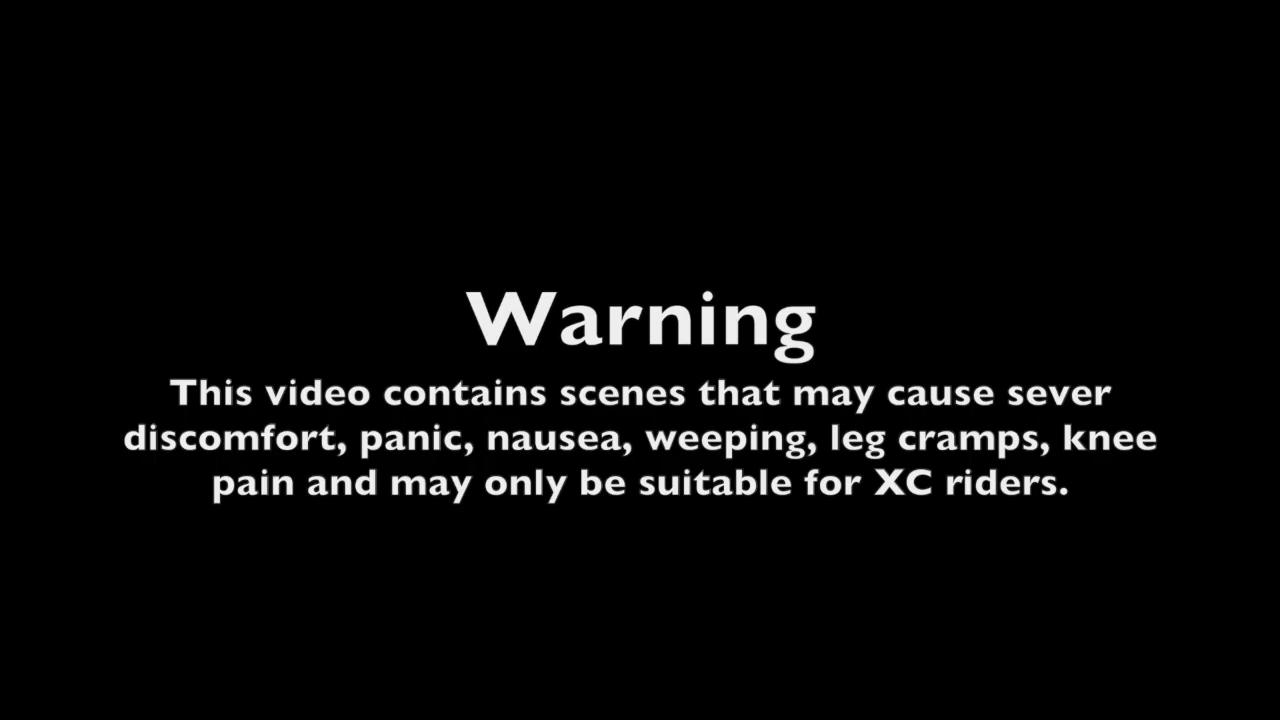 Warning
This video contains scenes that may cause sever
discomfort, panic, nausea, weeping, leg cramps, knee
pain and may only be suitable for XC riders.